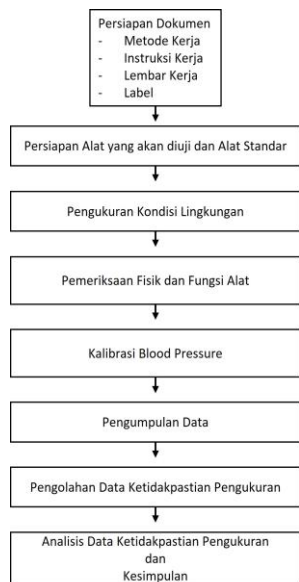 Persiapan Dokumen
- Metode Kerja
- Instruksi Kerja
- Lembar Kerja
- Label
Persiapan Alat yang akan diuji dan Alat Standar
Pengukuran Kondisi Lingkungan
Pemeriksaan Fisik dan Fungsi Alat
Kalibrasi Blood Pressure
Pengumpulan Data
Pengolahan Data Ketidakpastian Pengukuran
Analisis Data Ketidakpastian Pengukuran
dan
Kesimpulan